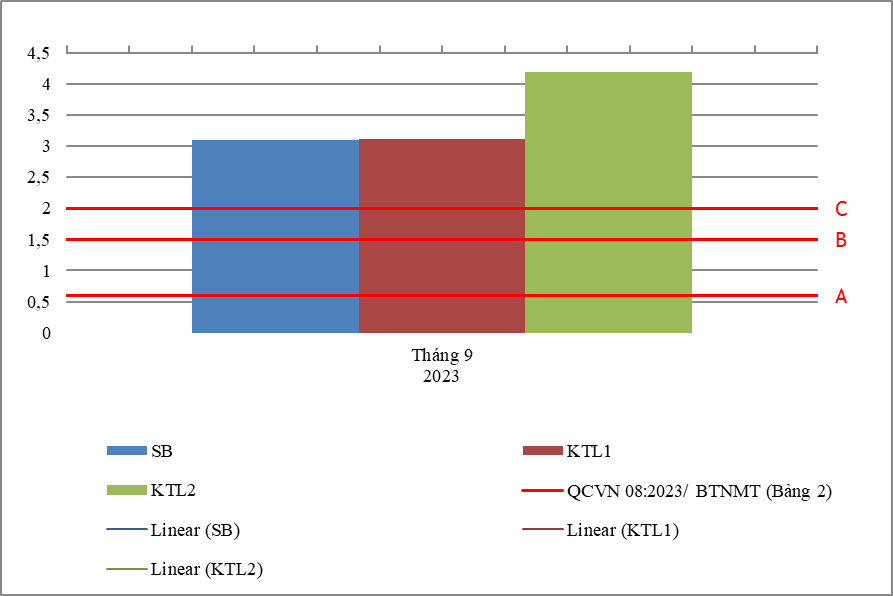 4,5
4
3,5
3
2,5
2
1,5
1
0,5
0
C
B
A
Tháng 9
2023
SB
KTL1
KTL2
QCVN 08:2023/ BTNMT (Bảng 2)
Linear (SB)
Linear (KTL1)
Linear (KTL2)